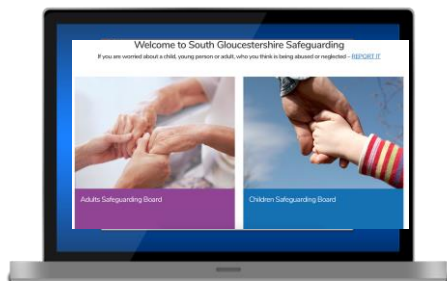 Welcome to South Gloucestershire Safeguarding
If you are worried about a child, young person or adult, who you think is being abused or neglected – REPORT IT
Adults Safeguarding Board
Children Safeguarding Board